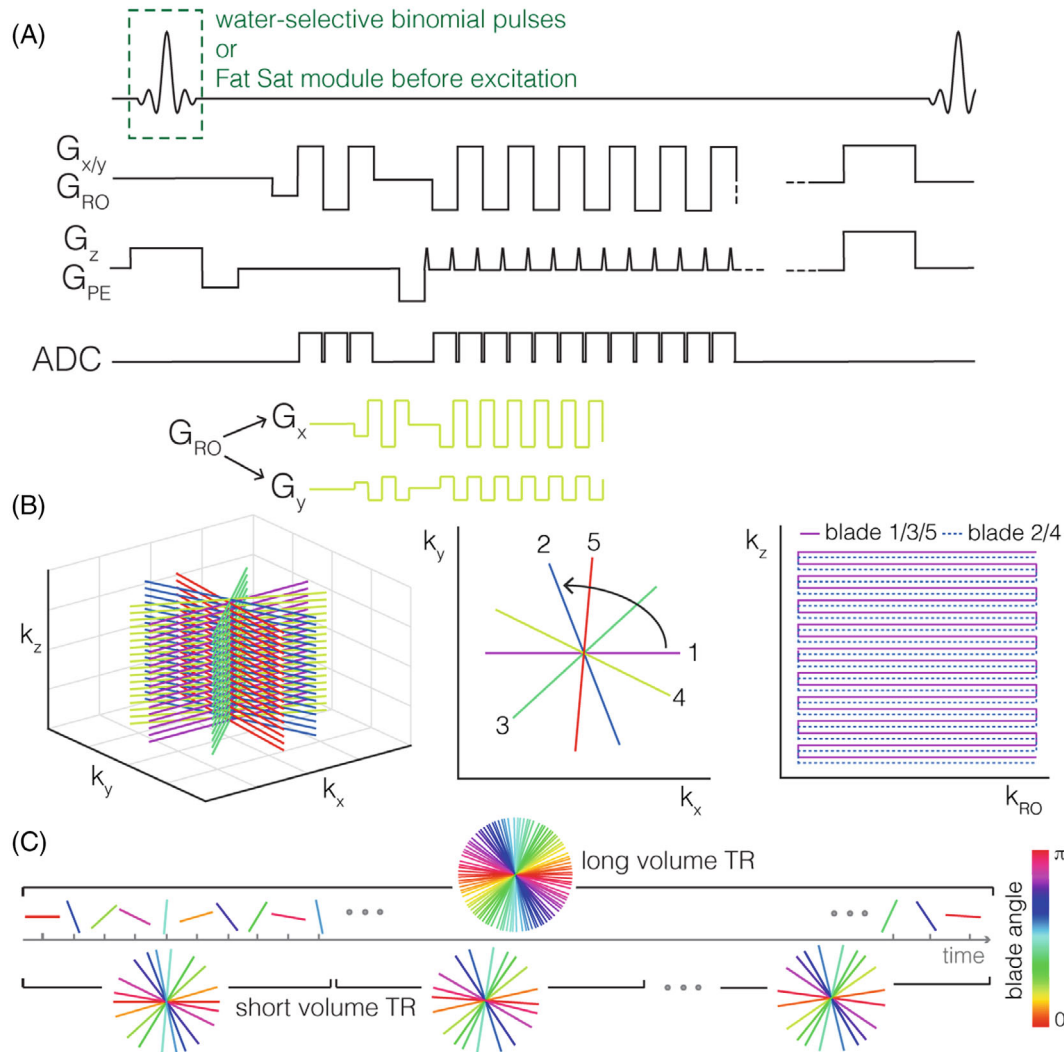 (A)
water-selective binomial pulses
or
Fat Sat module before excitation
Gx/y
GRO
Gz
GPE
ADC
GRO
Gx
Gy
(B)
kz
ky
kx
ky
2
5
1
4
3
kx
kz
blade 1/3/5
blade 2/4
kRO
(C)
long volume TR
time
short volume TR
blade angle
π
0